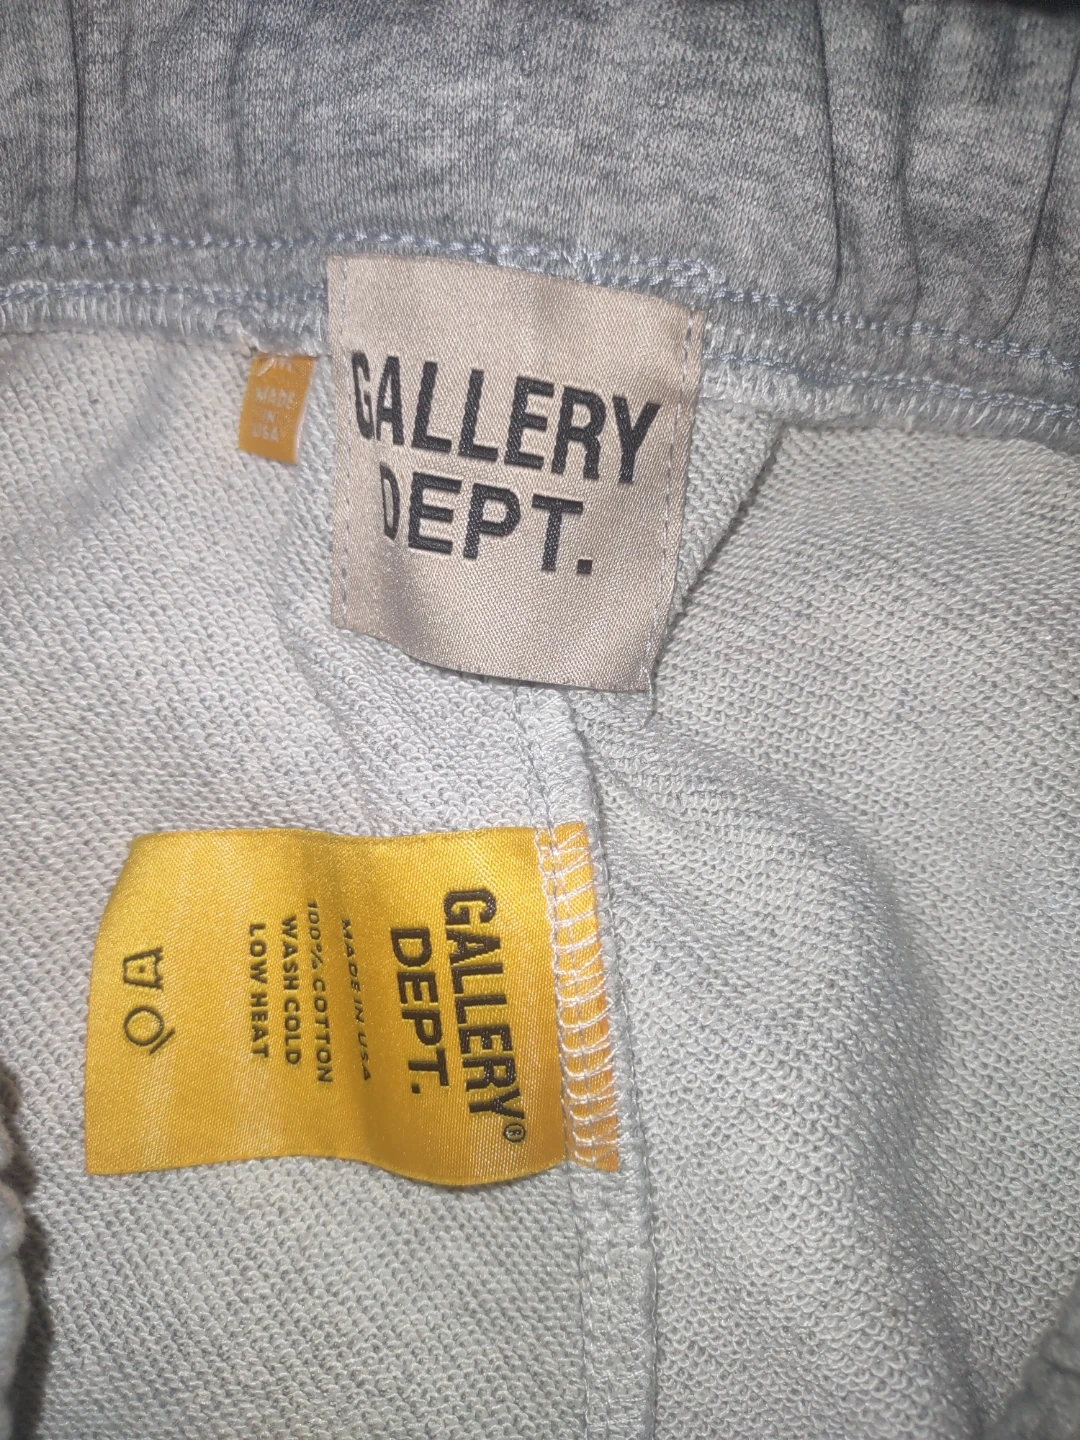 GALLERY
DEPT.
MADE
IN
USA
GALLERY®
DEPT.
MADE IN USA
100% COTTON
WASH COLD
LOW HEAT